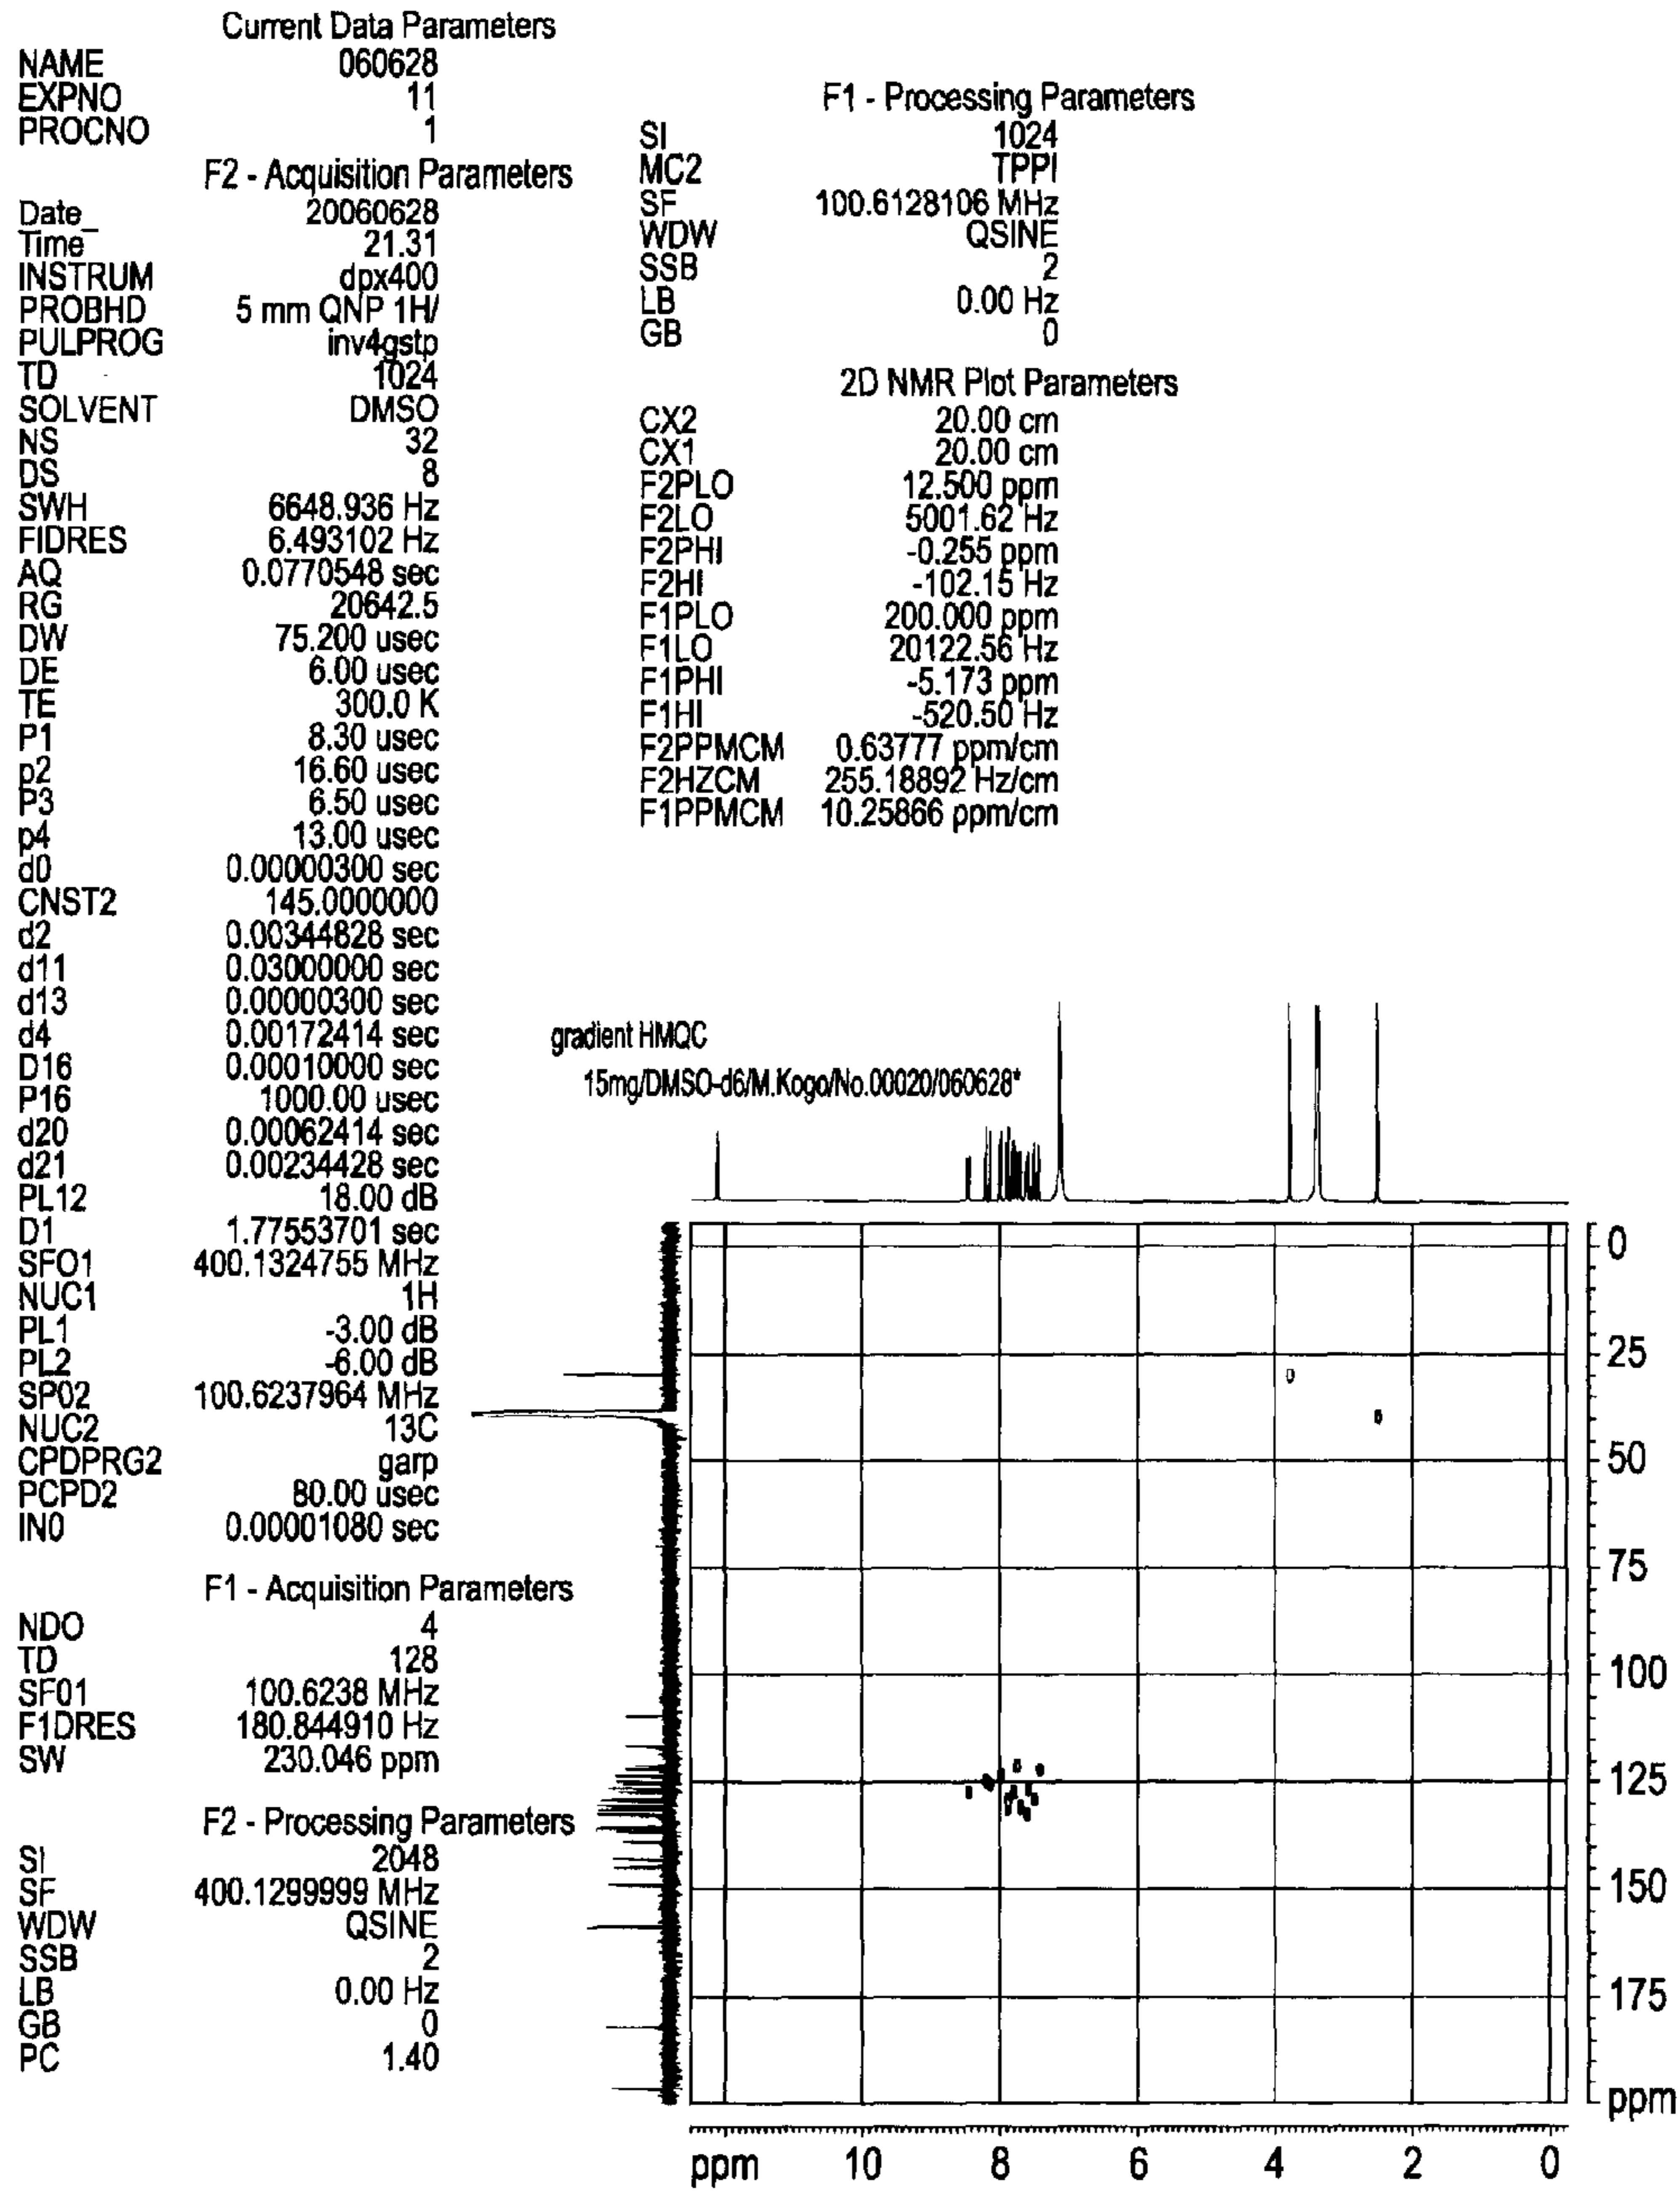 Current Data Parameters
NAME 060628
EXPNO 11
PROCNO 1
F2 - Acquisition Parameters
Date_ 20060628
Time 21.31
INSTRUM dpx400
PROBHD 5 mm QNP 1H/
PULPROG inv4gstp
TD 1024
SOLVENT DMSO
NS 32
DS 8
SWH 6648.936 Hz
FIDRES 6.493102 Hz
AQ 0.0770548 sec
RG 20642.5
DW 75.200 usec
DE 6.00 usec
TE 300.0 K
P1 8.30 usec
p2 16.60 usec
P3 6.50 usec
p4 13.00 usec
d0 0.00000300 sec
CNST2 145.0000000
d2 0.00344828 sec
d11 0.03000000 sec
d13 0.00000300 sec
d4 0.00172414 sec
D16 0.00010000 sec
P16 1000.00 usec
d20 0.00062414 sec
d21 0.00234428 sec
PL12 18.00 dB
D1 1.77553701 sec
SFO1 400.1324755 MHz
NUC1 1H
PL1 -3.00 dB
PL2 -6.00 dB
SP02 100.6237964 MHz
NUC2 13C
CPDPRG2 garp
PCPD2 80.00 usec
IN0 0.00001080 sec
F1 - Acquisition Parameters
NDO 4
TD 128
SF01 100.6238 MHz
F1DRES 180.844910 Hz
SW 230.046 ppm
F2 - Processing Parameters
SI 2048
SF 400.1299999 MHz
WDW QSINE
SSB 2
LB 0.00 Hz
GB 0
PC 1.40
F1 - Processing Parameters
SI 1024
MC2 TPPI
SF 100.6128106 MHz
WDW QSINE
SSB 2
LB 0.00 Hz
GB 0
2D NMR Plot Parameters
CX2 20.00 cm
CX1 20.00 cm
F2PLO 12.500 ppm
F2LO 5001.62 Hz
F2PHI -0.255 ppm
F2HI -102.15 Hz
F1PLO 200.000 ppm
F1LO 20122.56 Hz
F1PHI -5.173 ppm
F1HI -520.50 Hz
F2PPMCM 0.63777 ppm/cm
F2HZCM 255.18892 Hz/cm
F1PPMCM 10.25866 ppm/cm
gradient HMQC
15mg/DMSO-d6/M.Kogo/No.00020/060628*
0
25
50
75
100
125
150
175
ppm
ppm 10 8 6 4 2 0